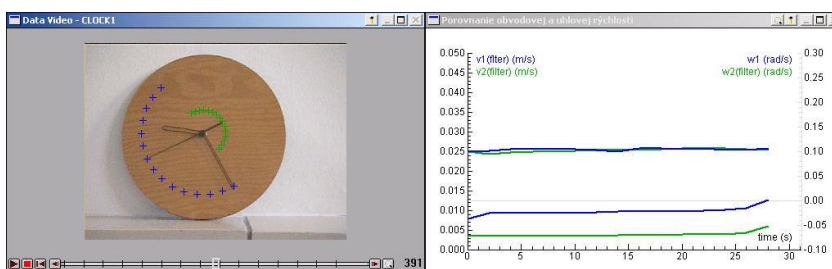 Data Video - CLOCK1
391
Porovnanie obvodovej a uhlovej rýchlosti
v1(filter) (m/s)
v2(filter) (m/s)
w1 (rad/s)
w2(filter) (rad/s)
0.050
0.045
0.040
0.035
0.030
0.025
0.020
0.015
0.010
0.005
0.000
0.30
0.25
0.20
0.15
0.10
0.05
0.00
-0.05
-0.10
time (s)
0 5 10 15 20 25 30